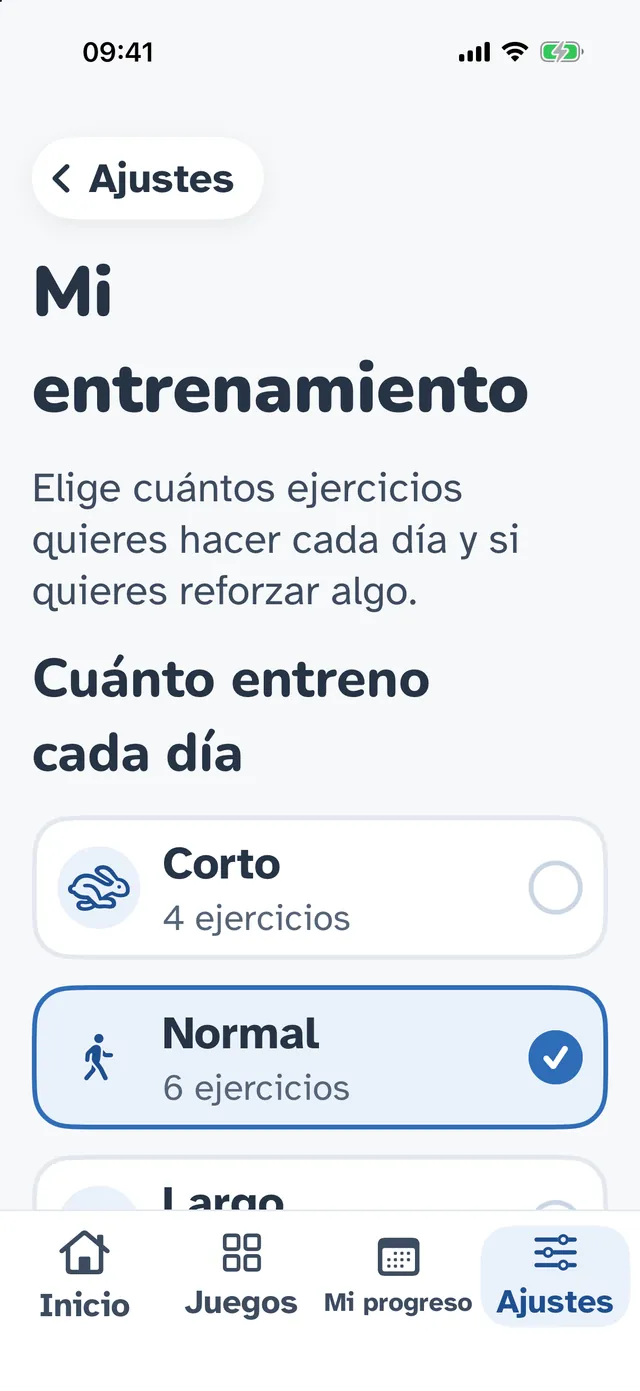 09:41
Ajustes
Mi
entrenamiento
Elige cuántos ejercicios
quieres hacer cada día y si
quieres reforzar algo.
Cuánto entreno
cada día
Corto
4 ejercicios
Normal
6 ejercicios
Largo
Inicio
Juegos
Mi progreso
Ajustes